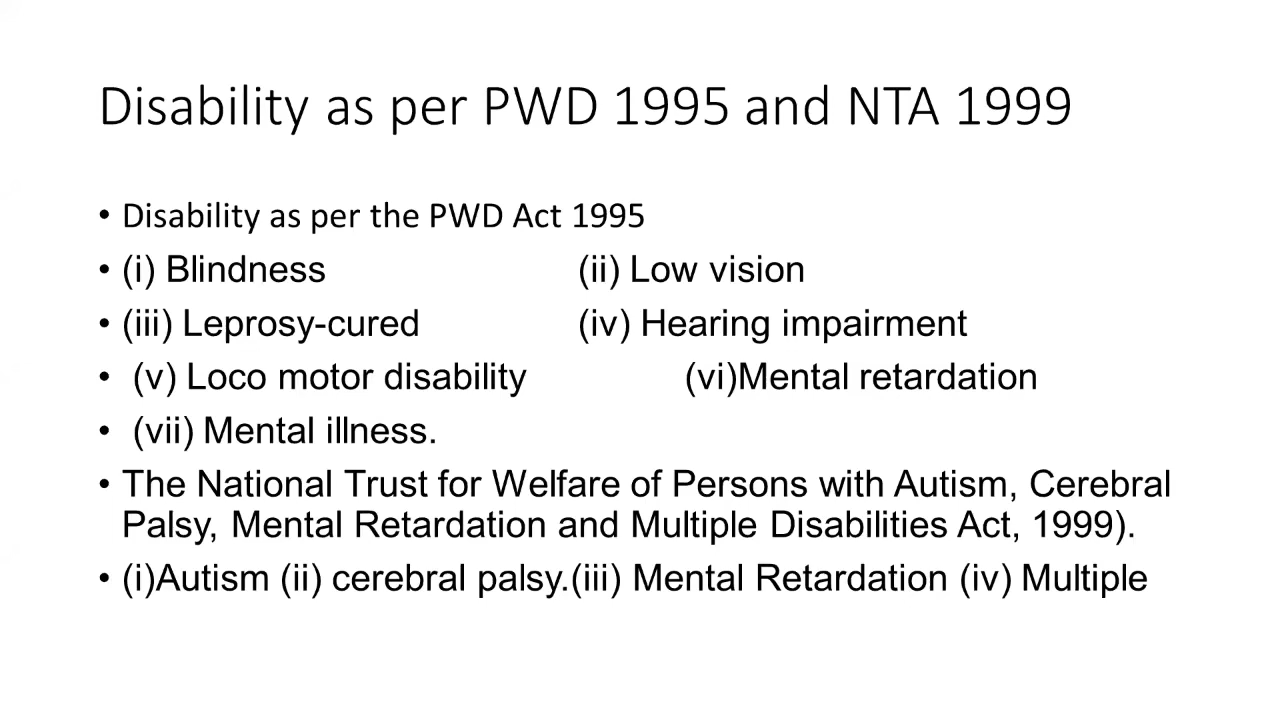 Disability as per PWD 1995 and NTA 1999
• Disability as per the PWD Act 1995
• (i) Blindness (ii) Low vision
• (iii) Leprosy-cured (iv) Hearing impairment
• (v) Loco motor disability (vi)Mental retardation
• (vii) Mental illness.
• The National Trust for Welfare of Persons with Autism, Cerebral
Palsy, Mental Retardation and Multiple Disabilities Act, 1999).
• (i)Autism (ii) cerebral palsy.(iii) Mental Retardation (iv) Multiple